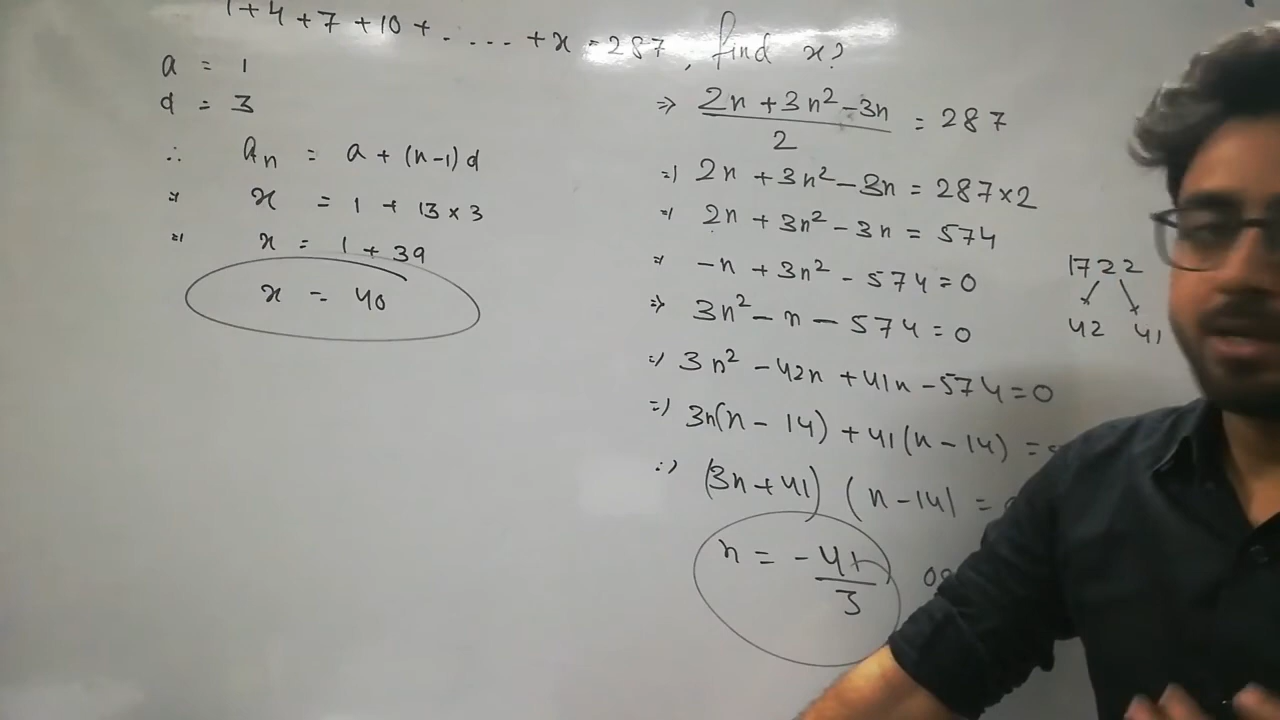 1 + 4 + 7 + 10 + ..... + x = 287, find x?
a = 1
d = 3
∴ an = a + (n-1)d
⇒ x = 1 + 13 × 3
⇒ x = 1 + 39
x = 40
⇒ 2n + 3n² - 3n / 2 = 287
⇒ 2n + 3n² - 3n = 287 × 2
⇒ 2n + 3n² - 3n = 574
⇒ -n + 3n² - 574 = 0
⇒ 3n² - n - 574 = 0
⇒ 3n² - 42n + 41n - 574 = 0
⇒ 3n(n - 14) + 41(n - 14) =
⇒ (3n + 41) (n - 14) =
n = -41/3
1722
42 41